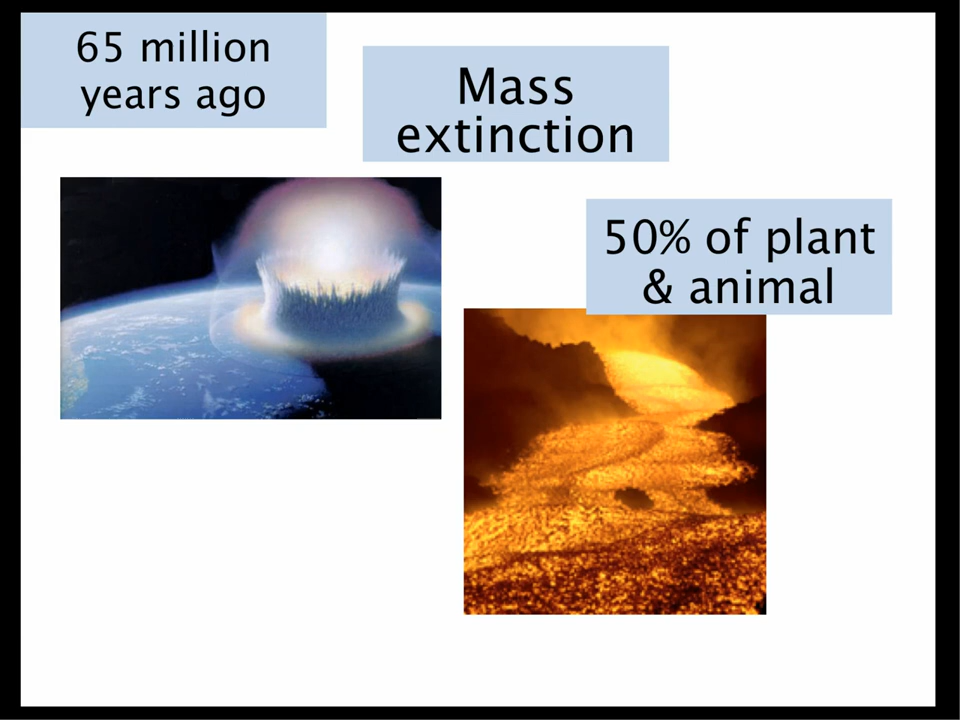 65 million
years ago
Mass
extinction
50% of plant
& animal